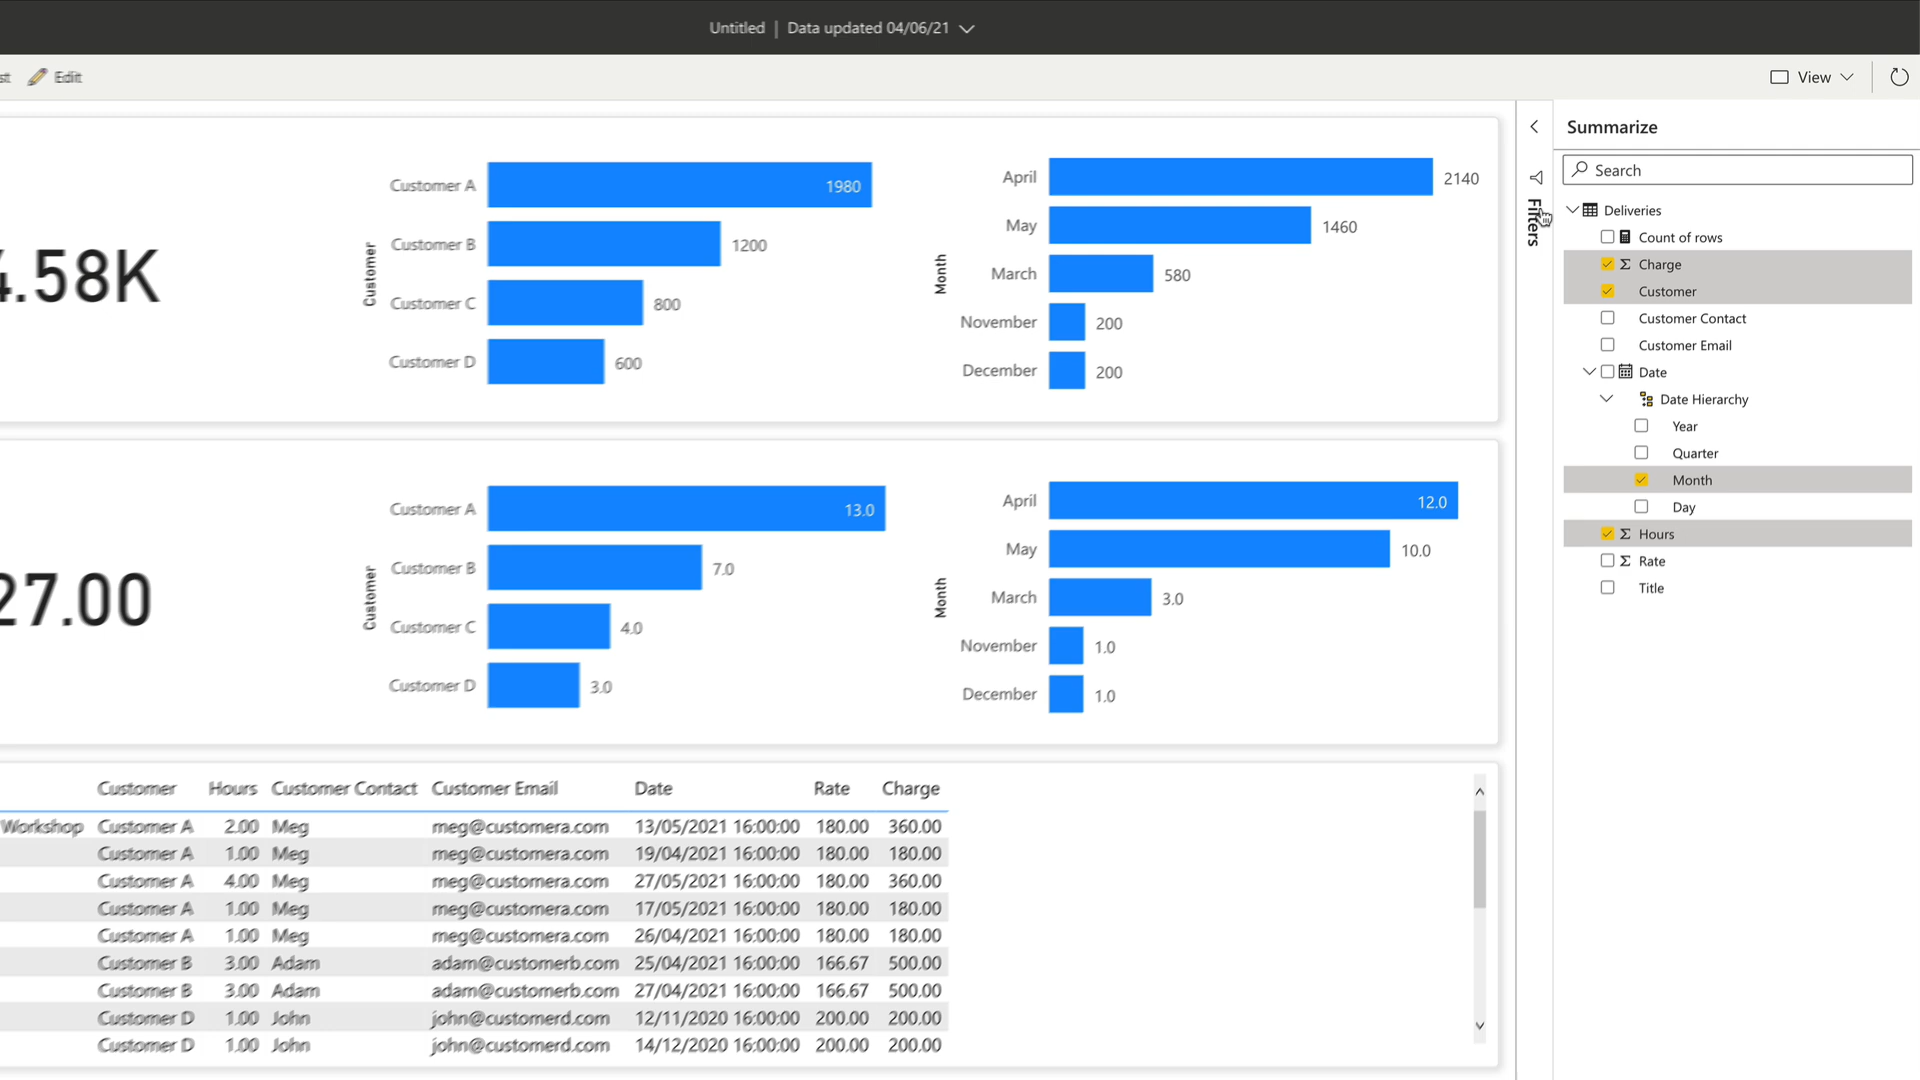 Untitled | Data updated 04/06/21
st Edit View
Summarize
Search
Filters
Deliveries
Count of rows
Charge
Customer
Customer Contact
Customer Email
Date
Date Hierarchy
Year
Quarter
Month
Day
Hours
Rate
Title
4.58K
Customer
Customer A 1980
Customer B 1200
Customer C 800
Customer D 600
Month
April 2140
May 1460
March 580
November 200
December 200
27.00
Customer
Customer A 13.0
Customer B 7.0
Customer C 4.0
Customer D 3.0
Month
April 12.0
May 10.0
March 3.0
November 1.0
December 1.0
Customer Hours Customer Contact Customer Email Date Rate Charge
Workshop Customer A 2.00 Meg meg@customera.com 13/05/2021 16:00:00 180.00 360.00
Customer A 1.00 Meg meg@customera.com 19/04/2021 16:00:00 180.00 180.00
Customer A 4.00 Meg meg@customera.com 27/05/2021 16:00:00 180.00 360.00
Customer A 1.00 Meg meg@customera.com 17/05/2021 16:00:00 180.00 180.00
Customer A 1.00 Meg meg@customera.com 26/04/2021 16:00:00 180.00 180.00
Customer B 3.00 Adam adam@customerb.com 25/04/2021 16:00:00 166.67 500.00
Customer B 3.00 Adam adam@customerb.com 27/04/2021 16:00:00 166.67 500.00
Customer D 1.00 John john@customerd.com 12/11/2020 16:00:00 200.00 200.00
Customer D 1.00 John john@customerd.com 14/12/2020 16:00:00 200.00 200.00